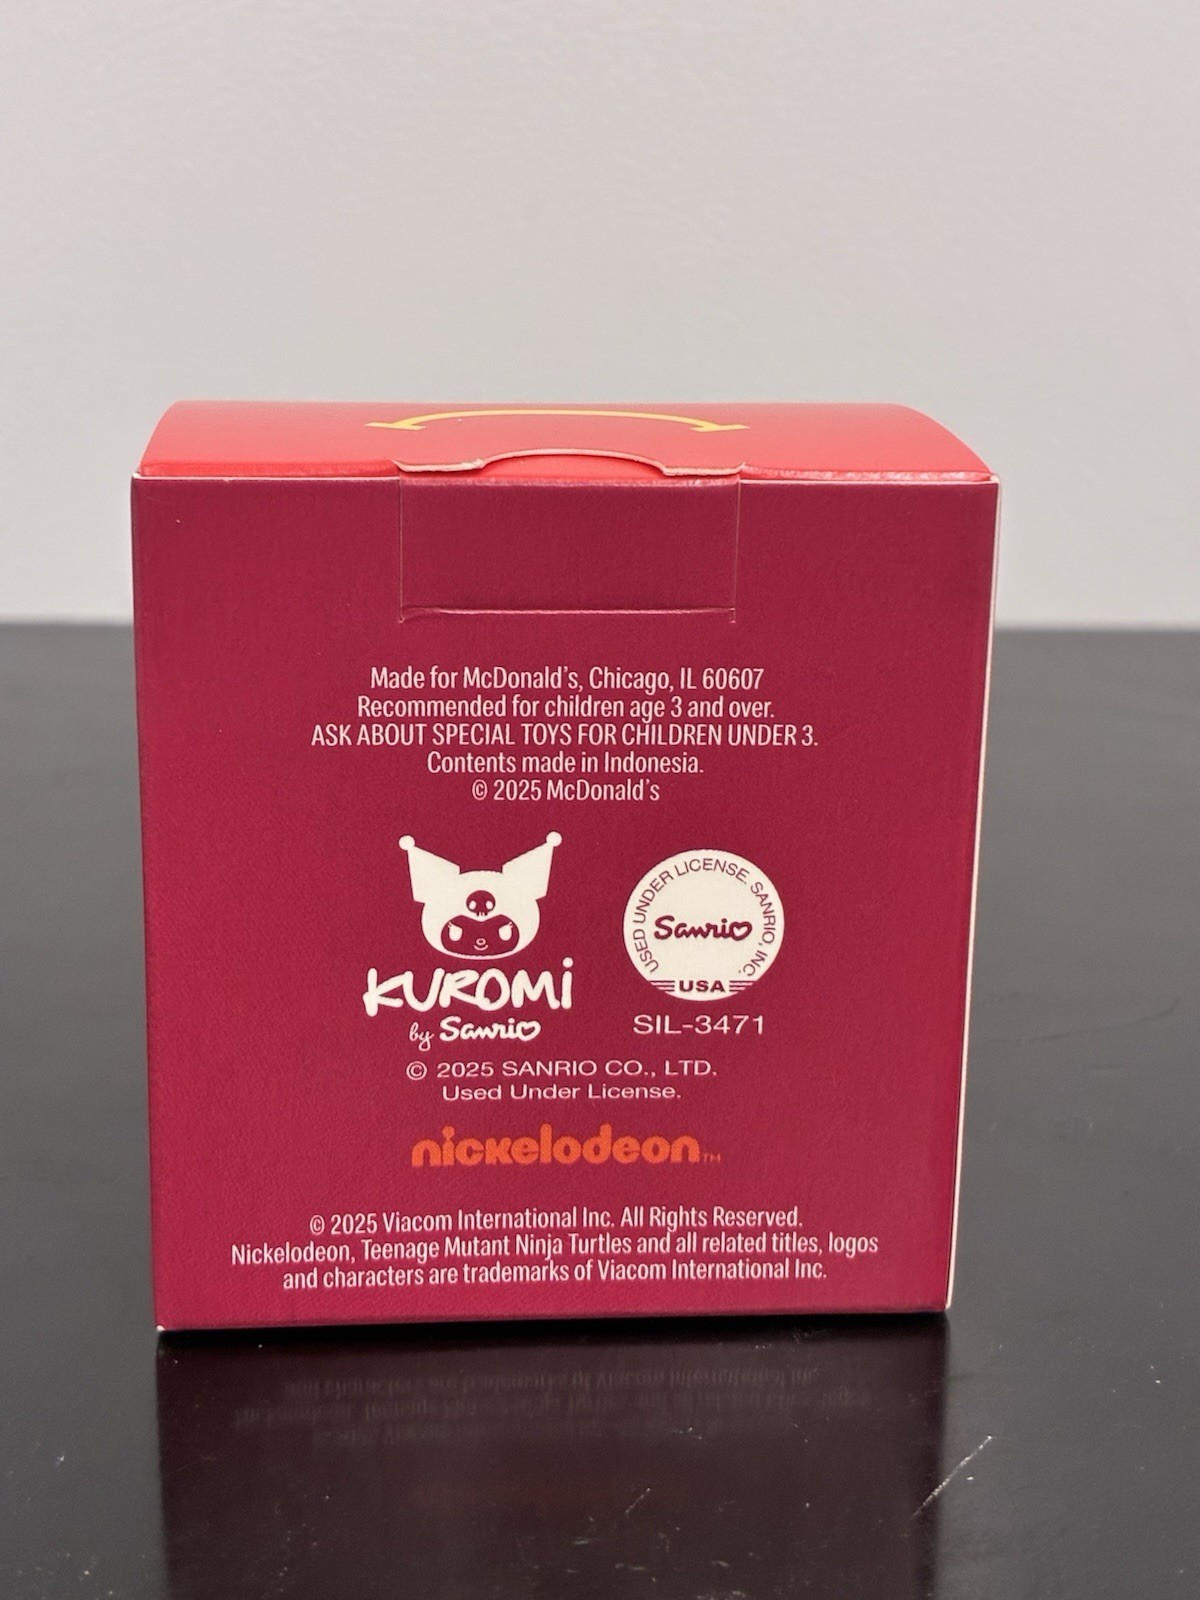 Made for McDonald's, Chicago, IL 60607
Recommended for children age 3 and over.
ASK ABOUT SPECIAL TOYS FOR CHILDREN UNDER 3.
Contents made in Indonesia.
© 2025 McDonald's
KUROMi
by Sanrio
USED UNDER LICENSE. SANRIO, INC.
Sanrio
USA
SIL-3471
© 2025 SANRIO CO., LTD.
Used Under License.
nickelodeon™
© 2025 Viacom International Inc. All Rights Reserved.
Nickelodeon, Teenage Mutant Ninja Turtles and all related titles, logos
and characters are trademarks of Viacom International Inc.